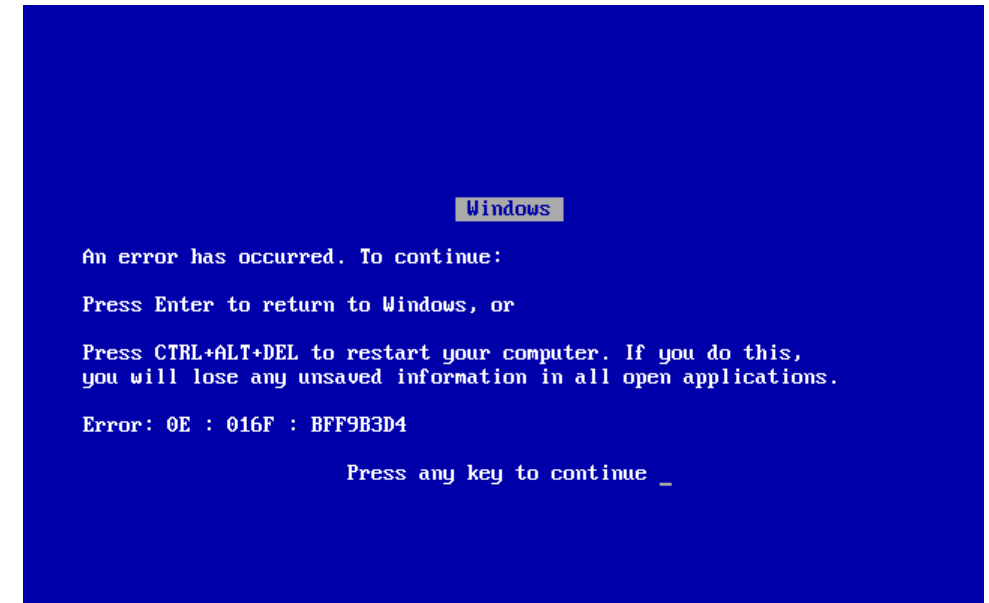 Windows
An error has occurred. To continue:
Press Enter to return to Windows, or
Press CTRL+ALT+DEL to restart your computer. If you do this,
you will lose any unsaved information in all open applications.
Error: 0E : 016F : BFF9B3D4
Press any key to continue _